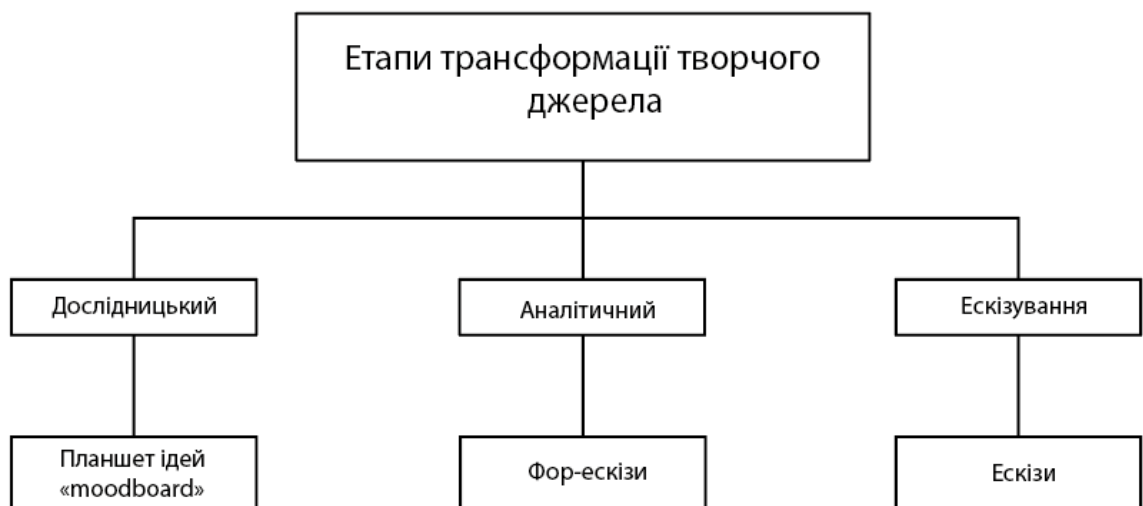 Етапи трансформації творчого
джерела
Дослідницький
Аналітичний
Ескізування
Планшет ідей
«moodboard»
Фор-ескізи
Ескізи